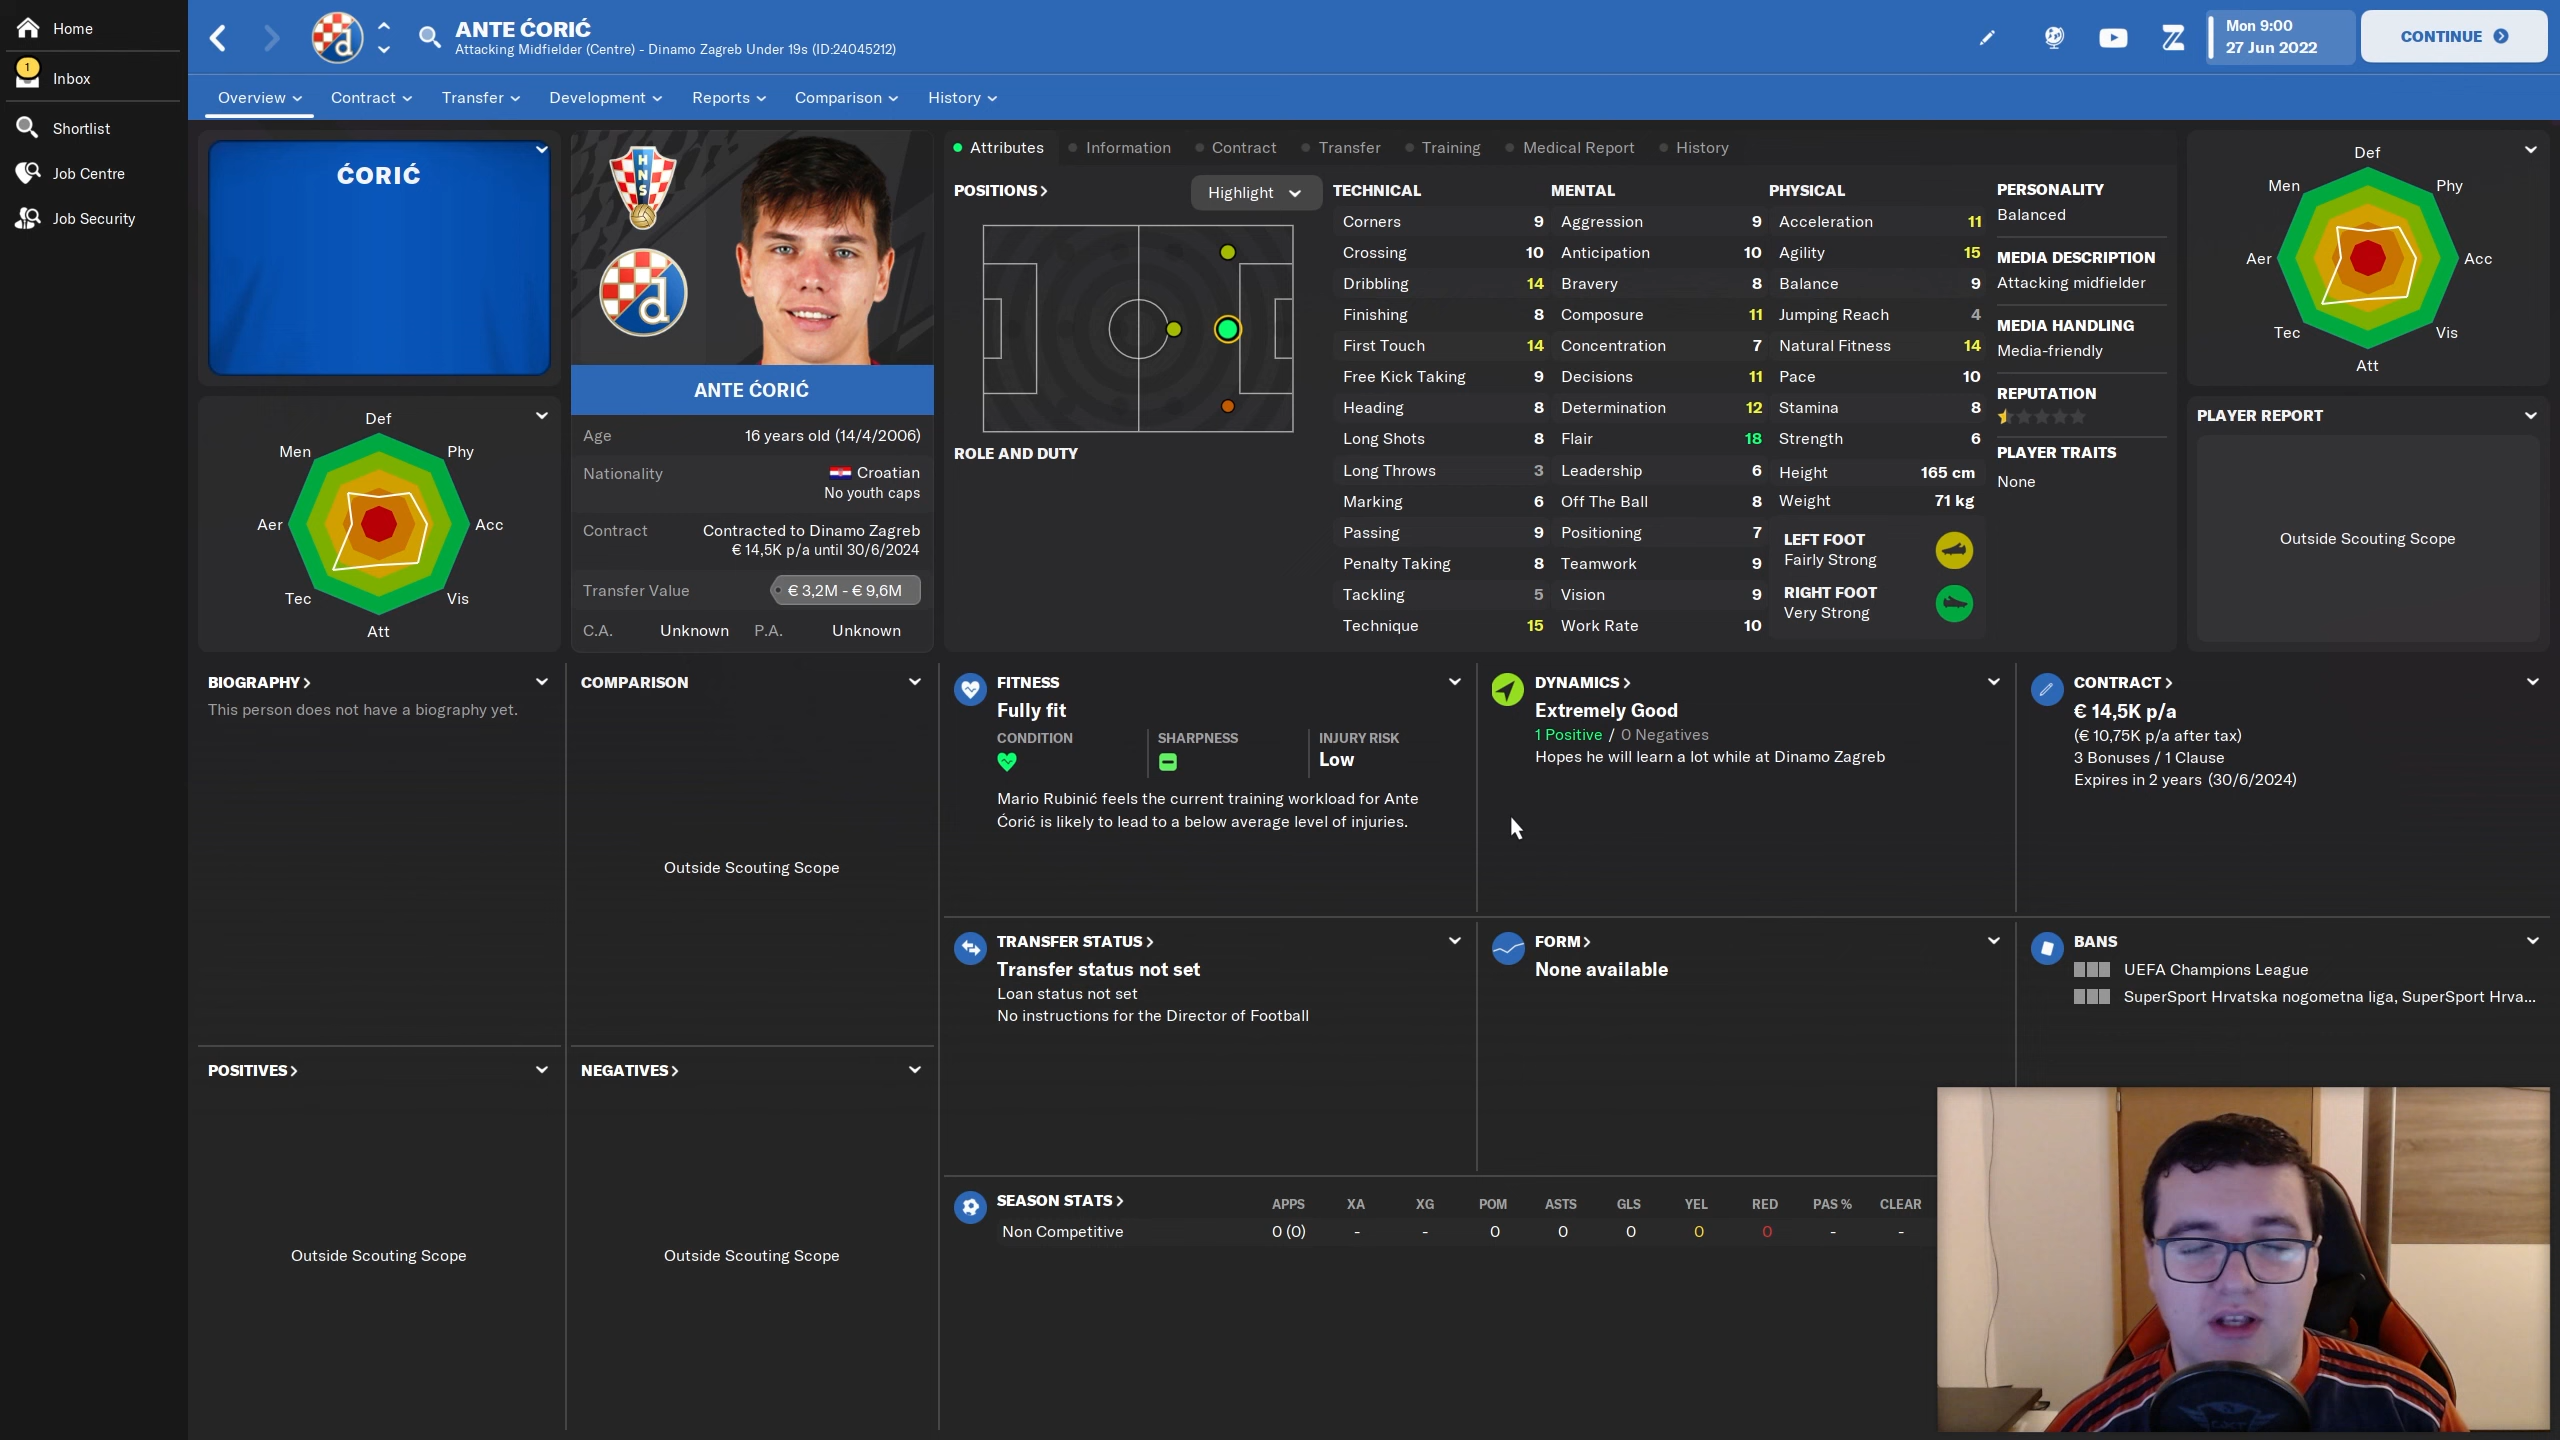 Home
Inbox
1
Shortlist
Job Centre
Job Security
ANTE ĆORIĆ
Attacking Midfielder (Centre) - Dinamo Zagreb Under 19s (ID:24045212)
Mon 9:00
27 Jun 2022
CONTINUE
Overview
Contract
Transfer
Development
Reports
Comparison
History
ĆORIĆ
Def
Men
Phy
Aer
Acc
Tec
Vis
Att
HNS
d
d
ANTE ĆORIĆ
Age 16 years old (14/4/2006)
Nationality Croatian
No youth caps
Contract Contracted to Dinamo Zagreb
€ 14,5K p/a until 30/6/2024
Transfer Value € 3,2M - € 9,6M
C.A. Unknown P.A. Unknown
Attributes
Information
Contract
Transfer
Training
Medical Report
History
POSITIONS
Highlight
ROLE AND DUTY
TECHNICAL
Corners 9
Crossing 10
Dribbling 14
Finishing 8
First Touch 14
Free Kick Taking 9
Heading 8
Long Shots 8
Long Throws 3
Marking 6
Passing 9
Penalty Taking 8
Tackling 5
Technique 15
MENTAL
Aggression 9
Anticipation 10
Bravery 8
Composure 11
Concentration 7
Decisions 11
Determination 12
Flair 18
Leadership 6
Off The Ball 8
Positioning 7
Teamwork 9
Vision 9
Work Rate 10
PHYSICAL
Acceleration 11
Agility 15
Balance 9
Jumping Reach 4
Natural Fitness 14
Pace 10
Stamina 8
Strength 6
Height 165 cm
Weight 71 kg
LEFT FOOT
Fairly Strong
RIGHT FOOT
Very Strong
PERSONALITY
Balanced
MEDIA DESCRIPTION
Attacking midfielder
MEDIA HANDLING
Media-friendly
REPUTATION
PLAYER TRAITS
None
Def
Men
Phy
Aer
Acc
Tec
Vis
Att
PLAYER REPORT
Outside Scouting Scope
BIOGRAPHY
This person does not have a biography yet.
COMPARISON
Outside Scouting Scope
FITNESS
Fully fit
CONDITION
SHARPNESS
INJURY RISK
Low
Mario Rubinić feels the current training workload for Ante
Ćorić is likely to lead to a below average level of injuries.
DYNAMICS
Extremely Good
1 Positive / 0 Negatives
Hopes he will learn a lot while at Dinamo Zagreb
CONTRACT
€ 14,5K p/a
(€ 10,75K p/a after tax)
3 Bonuses / 1 Clause
Expires in 2 years (30/6/2024)
TRANSFER STATUS
Transfer status not set
Loan status not set
No instructions for the Director of Football
FORM
None available
BANS
UEFA Champions League
SuperSport Hrvatska nogometna liga, SuperSport Hrva...
POSITIVES
Outside Scouting Scope
NEGATIVES
Outside Scouting Scope
SEASON STATS APPS XA XG POM ASTS GLS YEL RED PAS % CLEAR
Non Competitive 0 (0) - - 0 0 0 0 0 - -